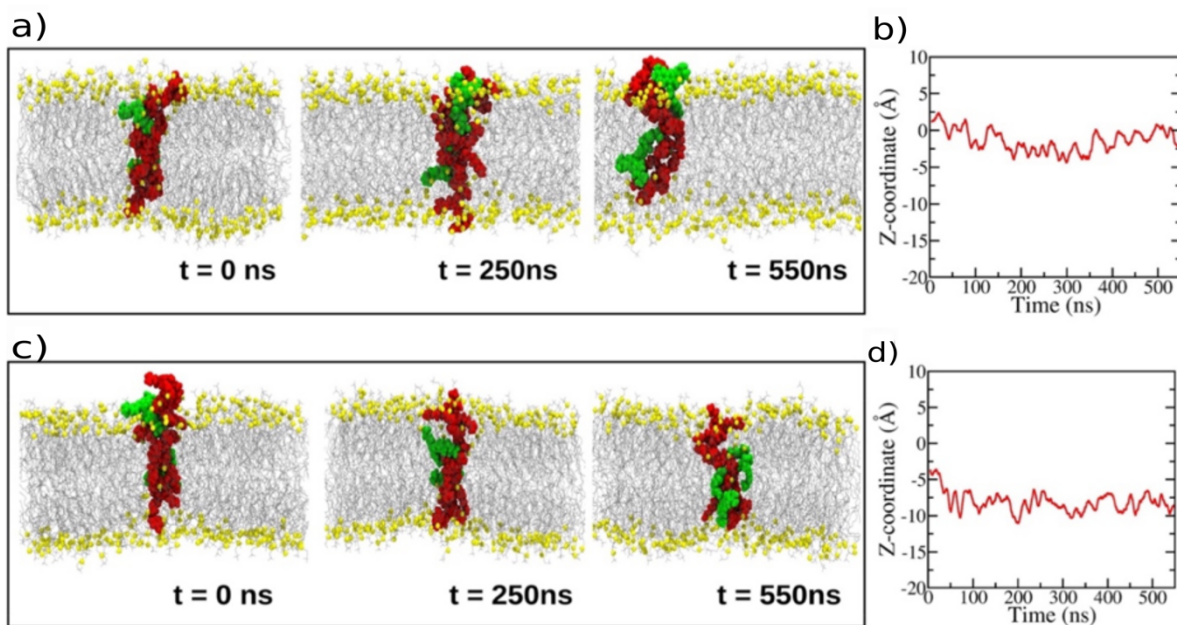 a)
t = 0 ns
t = 250ns
t = 550ns
b)
Z-coordinate (Å)
10
5
0
-5
-10
-15
-20
0 100 200 300 400 500
Time (ns)
c)
t = 0 ns
t = 250ns
t = 550ns
d)
Z-coordinate (Å)
10
5
0
-5
-10
-15
-20
0 100 200 300 400 500
Time (ns)